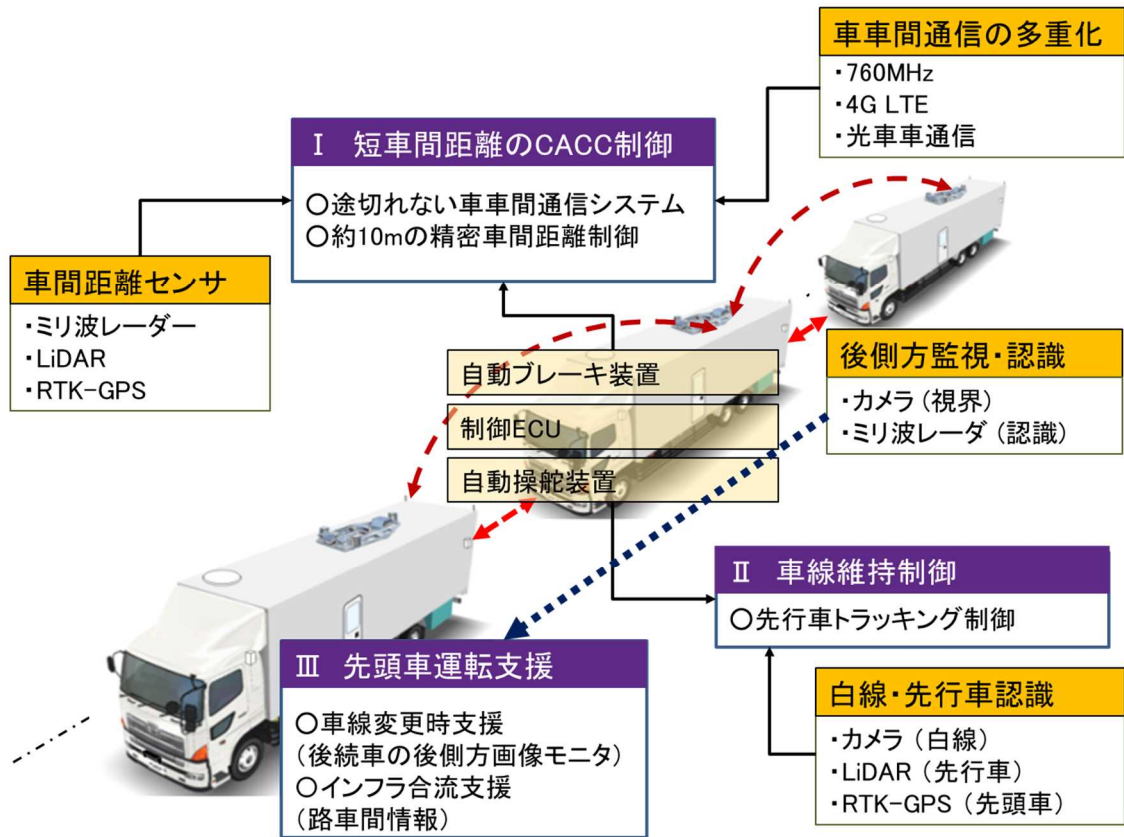 車車間通信の多重化
・760MHz
・4G LTE
・光車車通信
Ⅰ 短車間距離のCACC制御
○途切れない車車間通信システム
○約10mの精密車間距離制御
車間距離センサ
・ミリ波レーダー
・LiDAR
・RTK-GPS
自動ブレーキ装置
制御ECU
自動操舵装置
後側方監視・認識
・カメラ（視界）
・ミリ波レーダ（認識）
Ⅱ 車線維持制御
○先行車トラッキング制御
Ⅲ 先頭車運転支援
○車線変更時支援
（後続車の後側方画像モニタ）
○インフラ合流支援
（路車間情報）
白線・先行車認識
・カメラ（白線）
・LiDAR（先行車）
・RTK-GPS（先頭車）